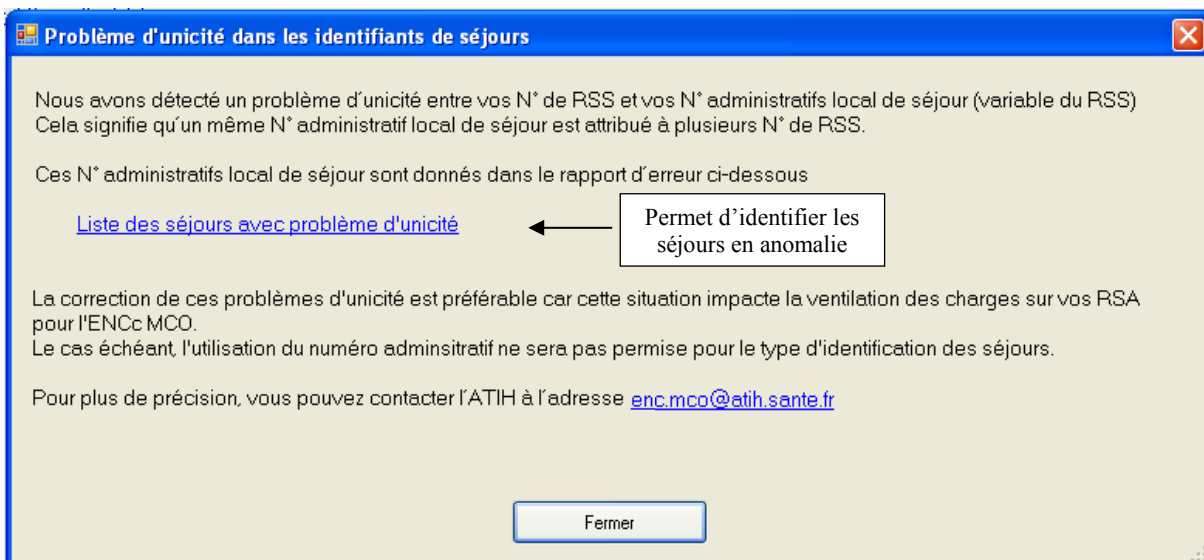 Problème d'unicité dans les identifiants de séjours
Nous avons détecté un problème d'unicité entre vos N° de RSS et vos N° administratifs local de séjour (variable du RSS)
Cela signifie qu'un même N° administratif local de séjour est attribué à plusieurs N° de RSS.
Ces N° administratifs local de séjour sont donnés dans le rapport d'erreur ci-dessous
Liste des séjours avec problème d'unicité
Permet d'identifier les
séjours en anomalie
La correction de ces problèmes d'unicité est préférable car cette situation impacte la ventilation des charges sur vos RSA
pour l'ENCc MCO.
Le cas échéant, l'utilisation du numéro adminsitratif ne sera pas permise pour le type d'identification des séjours.
Pour plus de précision, vous pouvez contacter l'ATIH à l'adresse enc.mco@atih.sante.fr
Fermer